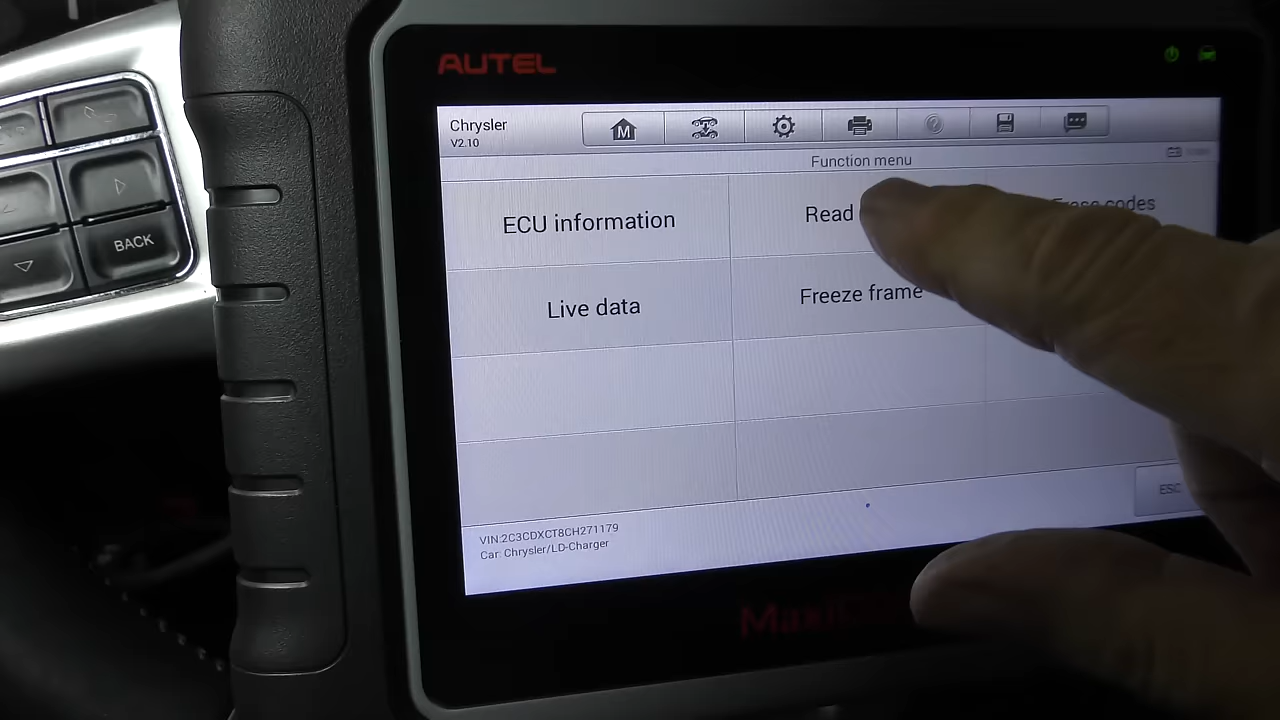 AUTEL
Chrysler
V2.10
M
Function menu
ECU information
Read
Erase codes
Live data
Freeze frame
ESC
VIN:2C3CDXCT8CH271179
Car: Chrysler/LD-Charger
BACK